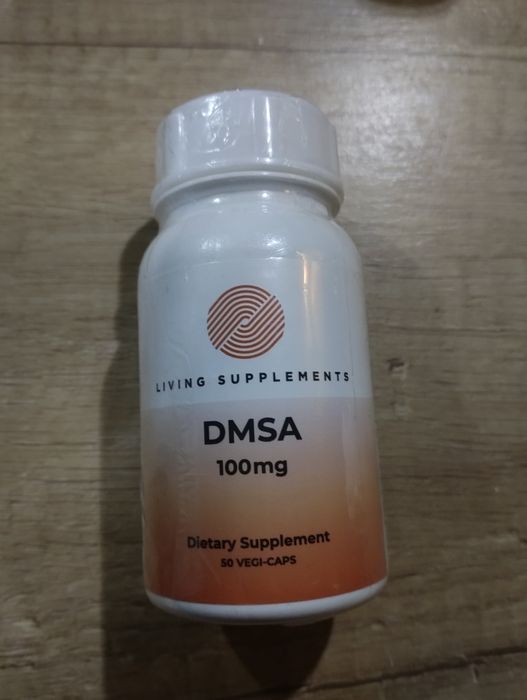 LIVING SUPPLEMENTS
DMSA
100mg
Dietary Supplement
50 VEGI-CAPS